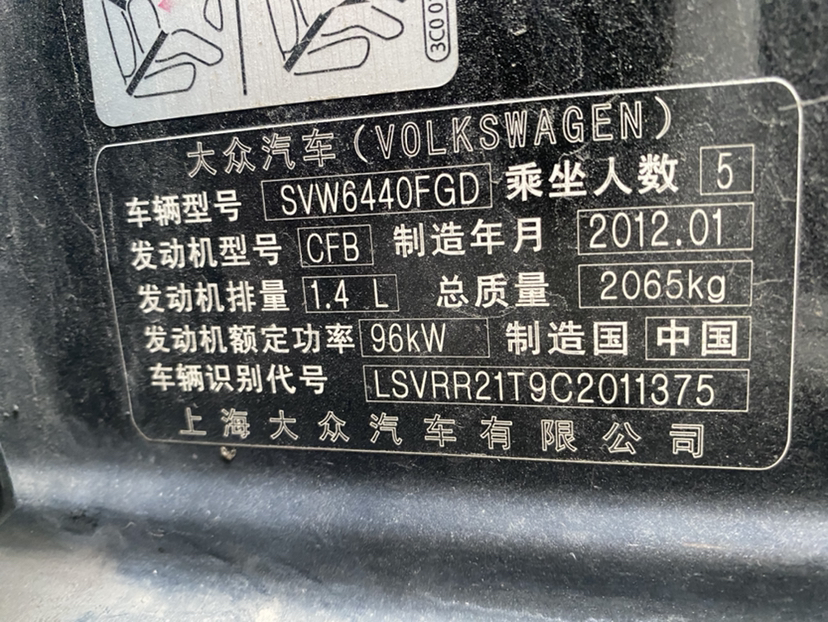 3C0 0
大众汽车(VOLKSWAGEN)
车辆型号 SVW6440FGD 乘坐人数 5
发动机型号 CFB 制造年月 2012.01
发动机排量 1.4 L 总质量 2065kg
发动机额定功率 96kW 制造国 中国
车辆识别代号 LSVRR21T9C2011375
上海大众汽车有限公司